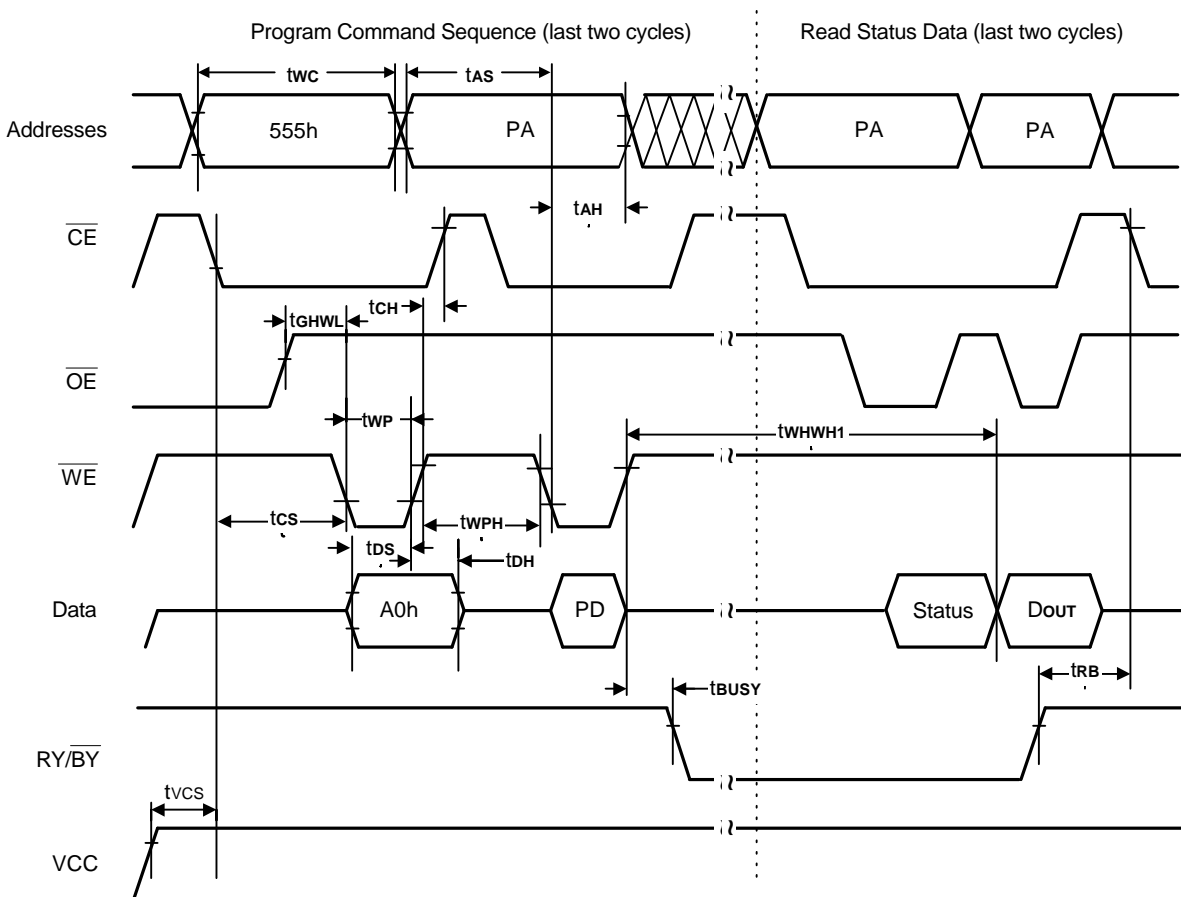 Program Command Sequence (last two cycles)
Read Status Data (last two cycles)
tWC
tAS
Addresses
555h
PA
PA
PA
tAH
CE
tCH
tGHWL
OE
tWP
tWHWH1
WE
tCS
tWPH
tDS
tDH
Data
A0h
PD
Status
DOUT
tRB
tBUSY
RY/BY
tVCS
VCC